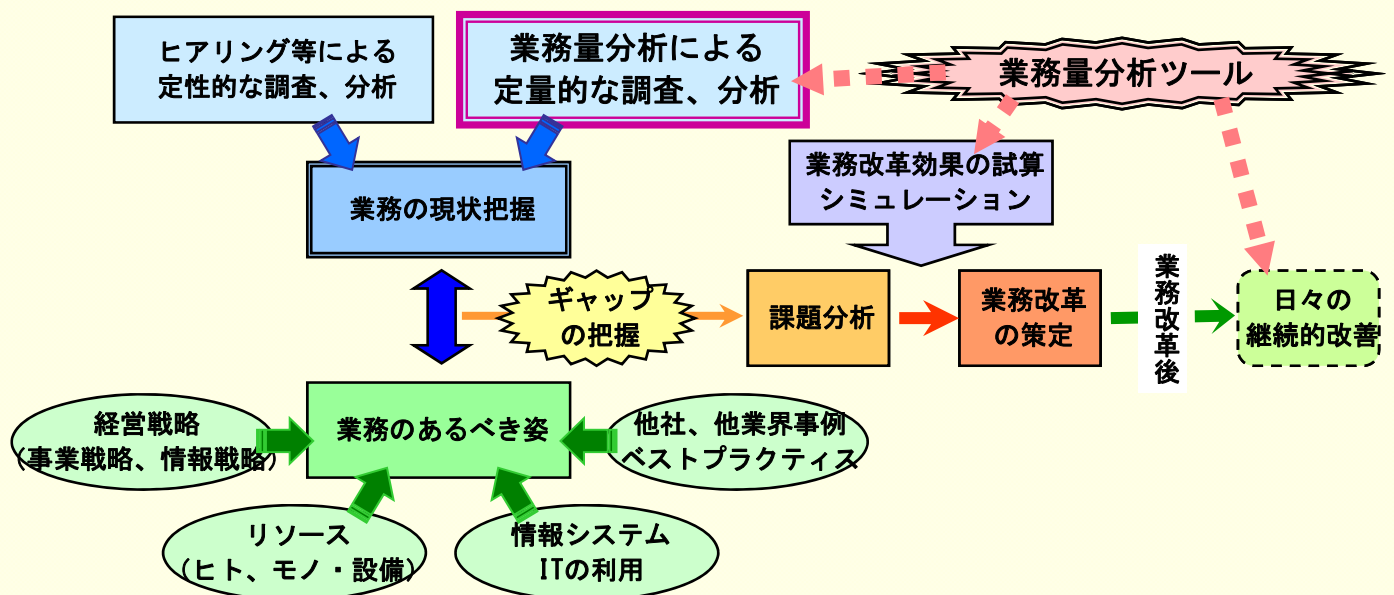 ヒアリング等による
定性的な調査、分析
業務量分析による
定量的な調査、分析
業務量分析ツール
業務改革効果の試算
シミュレーション
業務の現状把握
ギャップ
の把握
課題分析
業務改革
の策定
業務改革後
日々の
継続的改善
業務のあるべき姿
経営戦略
(事業戦略、情報戦略)
他社、他業界事例
ベストプラクティス
リソース
(ヒト、モノ・設備)
情報システム
ITの利用